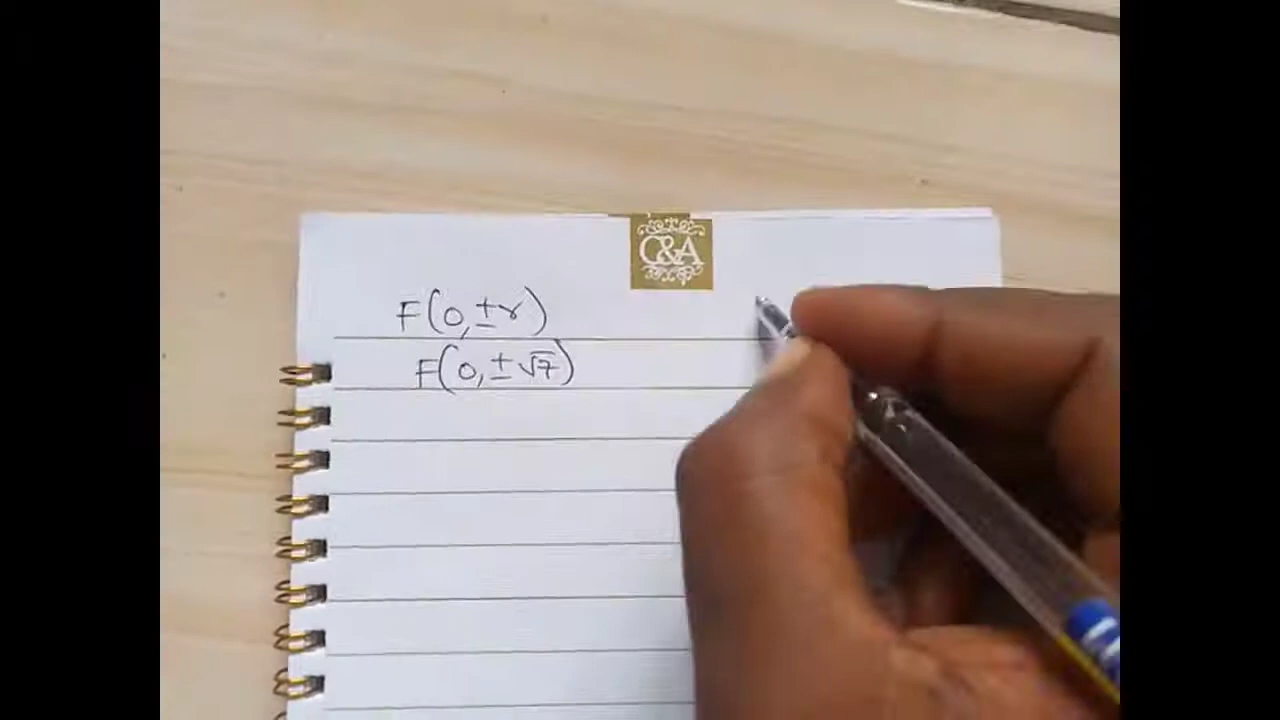 C&A
F(0, ±r)
F(0, ±√7)